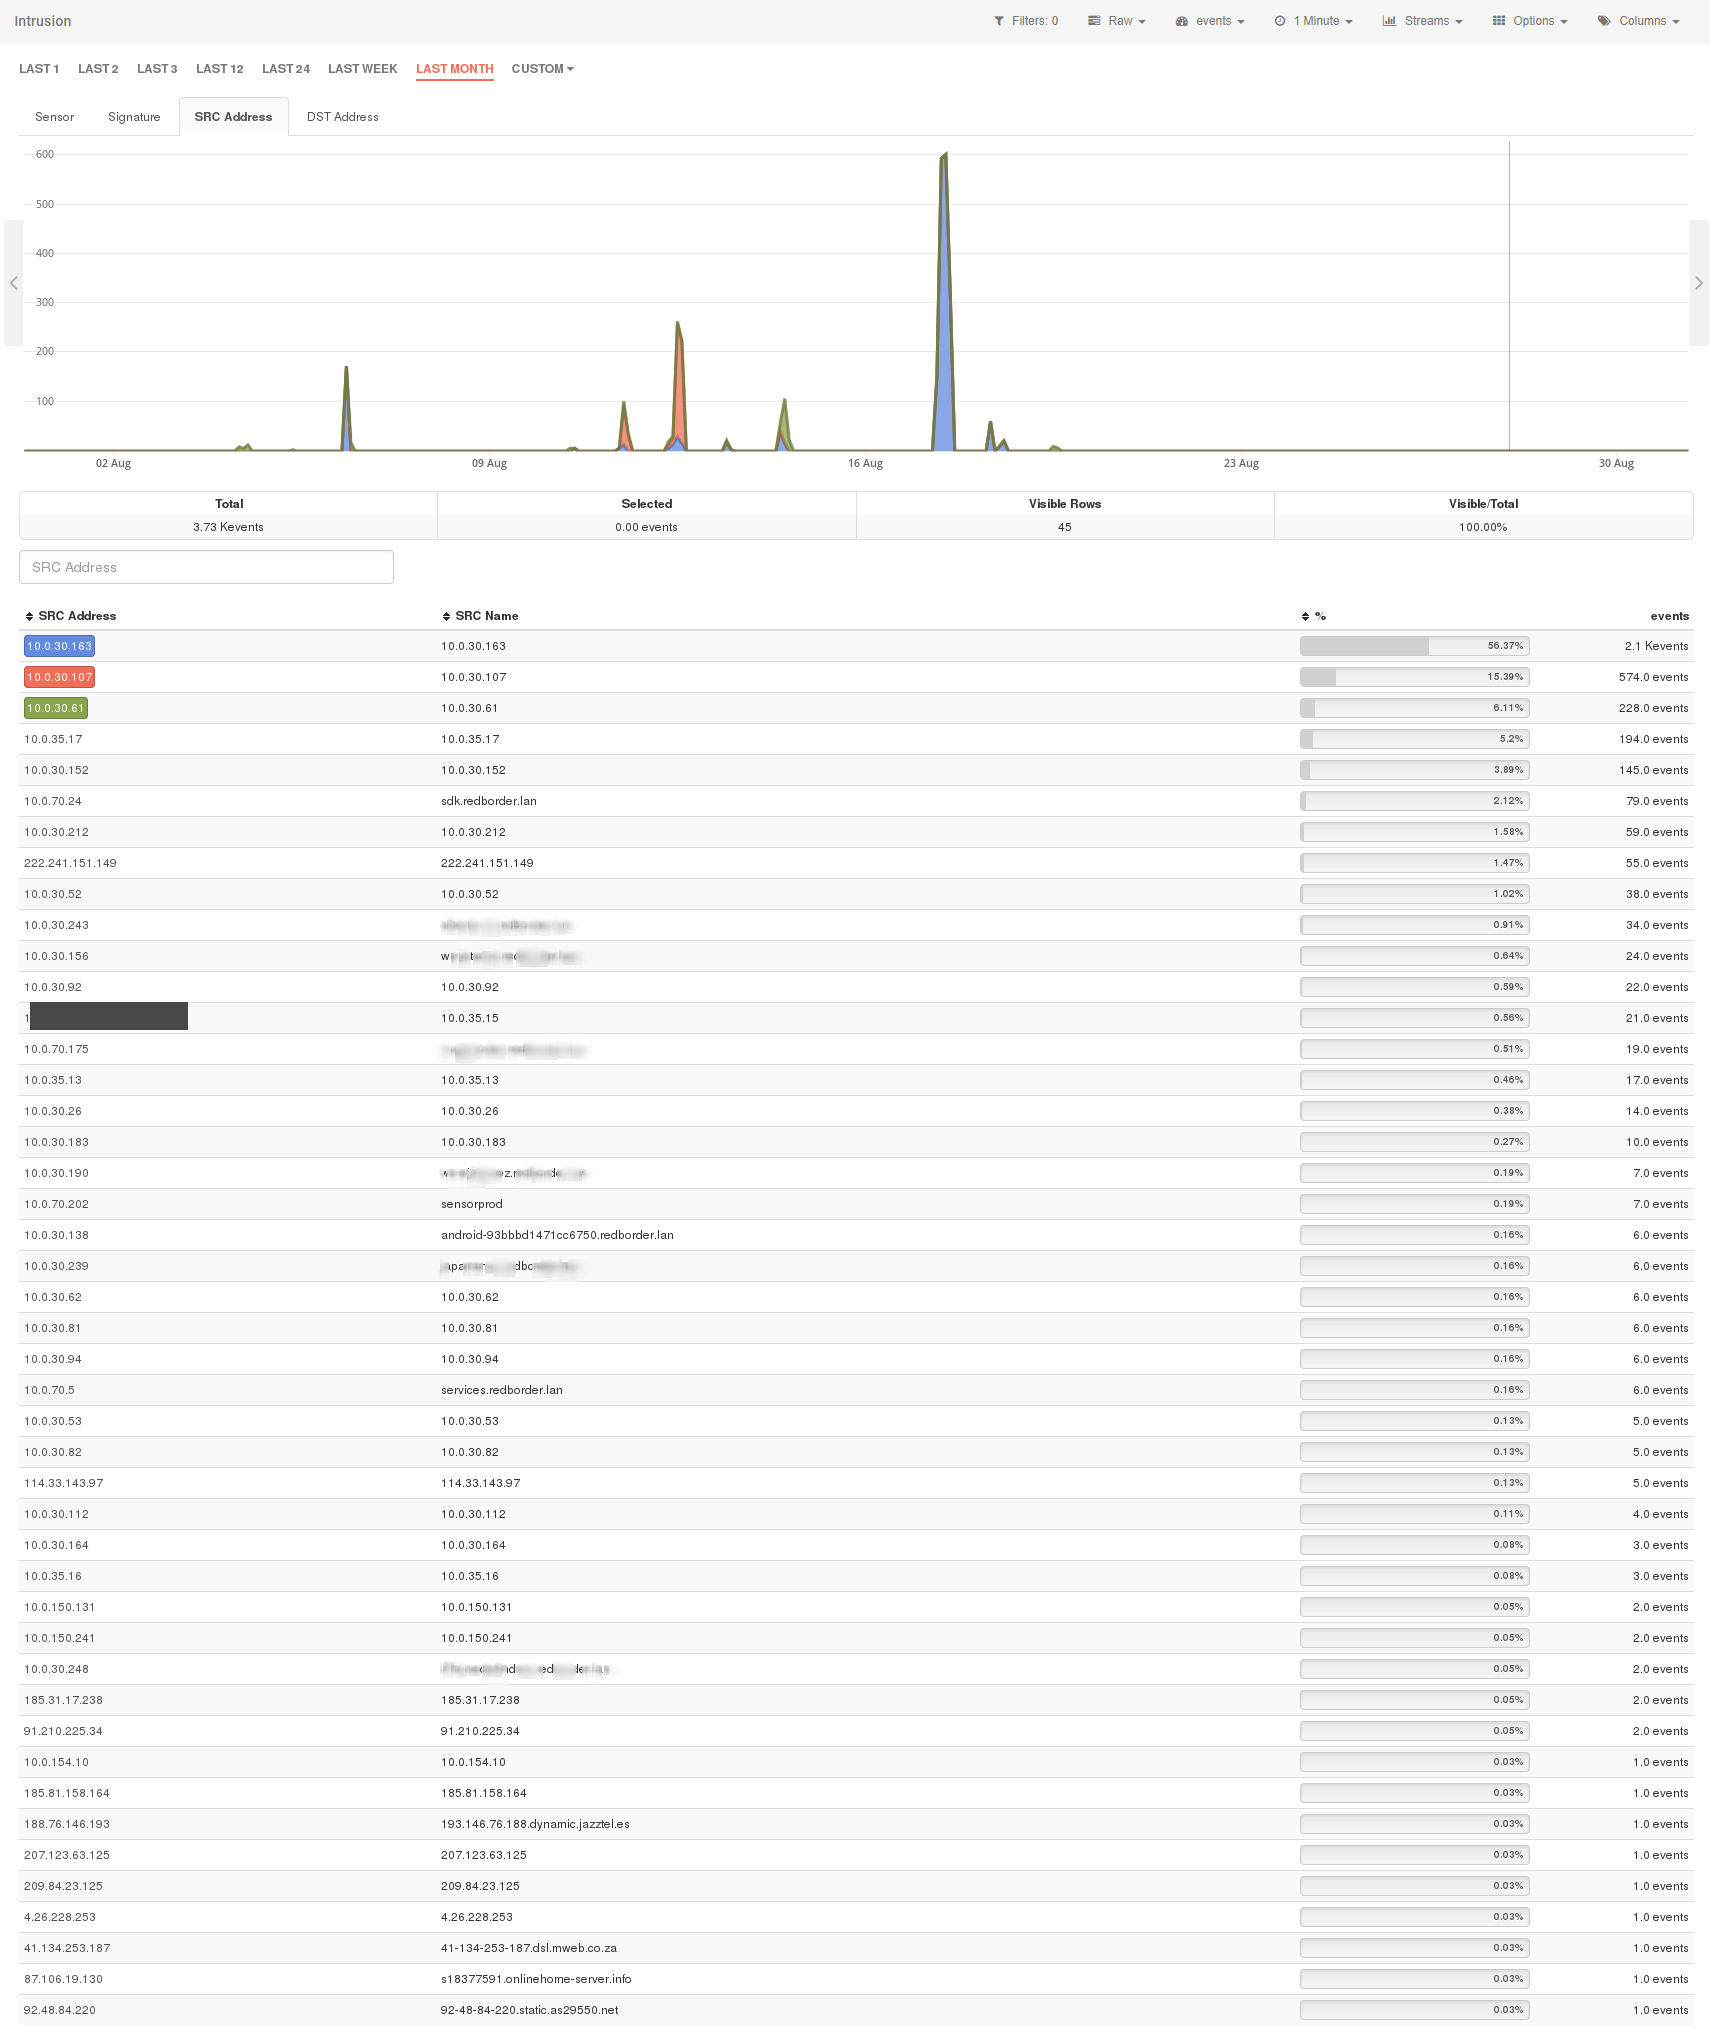 Intrusion Filters: 0 Raw events 1 Minute Streams Options Columns
LAST 1 LAST 2 LAST 3 LAST 12 LAST 24 LAST WEEK LAST MONTH CUSTOM
Sensor Signature SRC Address DST Address
600
500
400
300
200
100
02 Aug 09 Aug 16 Aug 23 Aug 30 Aug
Total Selected Visible Rows Visible/Total
3.73 Kevents 0.00 events 45 100.00%
SRC Address
SRC Address SRC Name % events
10.0.30.163 10.0.30.163 56.37% 2.1 Kevents
10.0.30.107 10.0.30.107 15.39% 574.0 events
10.0.30.61 10.0.30.61 6.11% 228.0 events
10.0.35.17 10.0.35.17 5.2% 194.0 events
10.0.30.152 10.0.30.152 3.89% 145.0 events
10.0.70.24 sdk.redborder.lan 2.12% 79.0 events
10.0.30.212 10.0.30.212 1.58% 59.0 events
222.241.151.149 222.241.151.149 1.47% 55.0 events
10.0.30.52 10.0.30.52 1.02% 38.0 events
10.0.30.243 0.91% 34.0 events
10.0.30.156 0.64% 24.0 events
10.0.30.92 10.0.30.92 0.59% 22.0 events
10.0.35.15 0.56% 21.0 events
10.0.70.175 0.51% 19.0 events
10.0.35.13 10.0.35.13 0.46% 17.0 events
10.0.30.26 10.0.30.26 0.38% 14.0 events
10.0.30.183 10.0.30.183 0.27% 10.0 events
10.0.30.190 0.19% 7.0 events
10.0.70.202 sensorprod 0.19% 7.0 events
10.0.30.138 android-93bbbd1471cc6750.redborder.lan 0.16% 6.0 events
10.0.30.239 0.16% 6.0 events
10.0.30.62 10.0.30.62 0.16% 6.0 events
10.0.30.81 10.0.30.81 0.16% 6.0 events
10.0.30.94 10.0.30.94 0.16% 6.0 events
10.0.70.5 services.redborder.lan 0.16% 6.0 events
10.0.30.53 10.0.30.53 0.13% 5.0 events
10.0.30.82 10.0.30.82 0.13% 5.0 events
114.33.143.97 114.33.143.97 0.13% 5.0 events
10.0.30.112 10.0.30.112 0.11% 4.0 events
10.0.30.164 10.0.30.164 0.08% 3.0 events
10.0.35.16 10.0.35.16 0.08% 3.0 events
10.0.150.131 10.0.150.131 0.05% 2.0 events
10.0.150.241 10.0.150.241 0.05% 2.0 events
10.0.30.248 0.05% 2.0 events
185.31.17.238 185.31.17.238 0.05% 2.0 events
91.210.225.34 91.210.225.34 0.05% 2.0 events
10.0.154.10 10.0.154.10 0.03% 1.0 events
185.81.158.164 185.81.158.164 0.03% 1.0 events
188.76.146.193 193.146.76.188.dynamic.jazztel.es 0.03% 1.0 events
207.123.63.125 207.123.63.125 0.03% 1.0 events
209.84.23.125 209.84.23.125 0.03% 1.0 events
4.26.228.253 4.26.228.253 0.03% 1.0 events
41.134.253.187 41-134-253-187.dsl.mweb.co.za 0.03% 1.0 events
87.106.19.130 s18377591.onlinehome-server.info 0.03% 1.0 events
92.48.84.220 92-48-84-220.static.as29550.net 0.03% 1.0 events